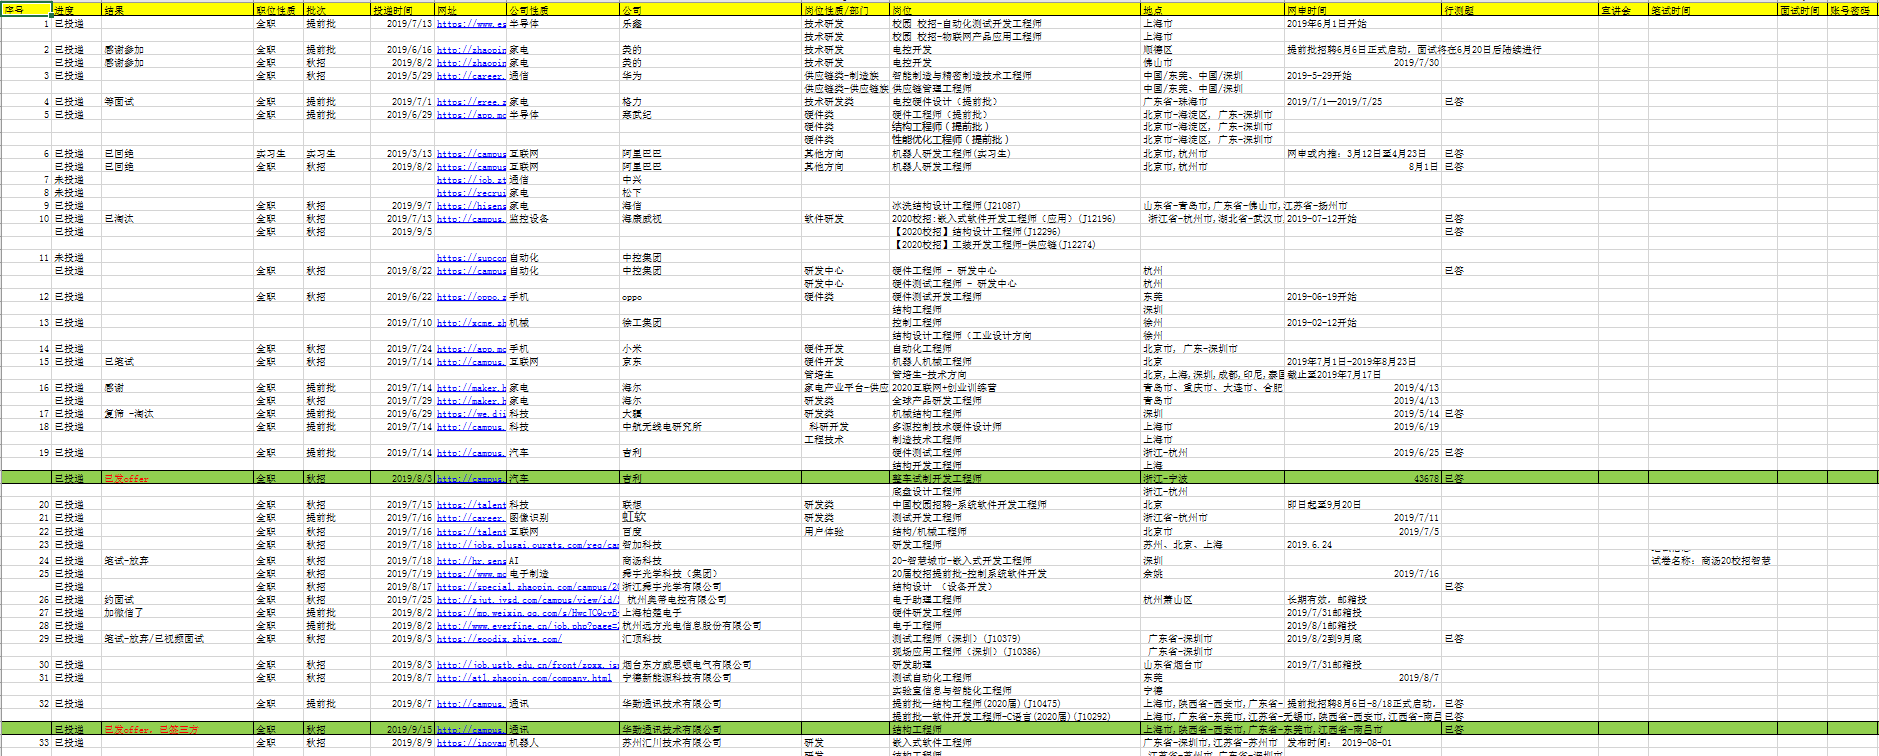 序号 进度 结果 职位性质 批次 投递时间 网址 公司性质 公司 岗位性质/部门 岗位 地点 网申时间 行测题 宣讲会 笔试时间 面试时间 账号密码
1 已投递 全职 提前批 2019/7/13 https://www.es 半导体 乐鑫 技术研发 校园 校招-自动化测试开发工程师 上海市 2019年6月1日开始
技术研发 校园 校招-物联网产品应用工程师 上海市
2 已投递 感谢参加 全职 提前批 2019/6/16 http://zhaopin 家电 美的 技术研发 电控开发 顺德区 提前批招聘6月6日正式启动，面试将在6月20日后陆续进行
已投递 感谢参加 全职 秋招 2019/8/2 http://zhaopin 家电 美的 技术研发 电控开发 佛山市 2019/7/30
3 已投递 全职 秋招 2019/5/29 http://career. 通信 华为 供应链类-制造族 智能制造与精密制造技术工程师 中国/东莞、中国/深圳 2019-5-29开始
供应链类-供应链族 供应链管理工程师 中国/东莞、中国/深圳
4 已投递 等面试 全职 提前批 2019/7/1 https://gree.z 家电 格力 技术研发类 电控硬件设计（提前批） 广东省-珠海市 2019/7/1—2019/7/25 已答
5 已投递 全职 提前批 2019/6/29 https://app.mo 半导体 寒武纪 硬件类 硬件工程师（提前批） 北京市-海淀区, 广东-深圳市
硬件类 结构工程师（提前批） 北京市-海淀区, 广东-深圳市
硬件类 性能优化工程师（提前批） 北京市-海淀区, 广东-深圳市
6 已投递 已回绝 实习生 实习生 2019/3/13 https://campus 互联网 阿里巴巴 其他方向 机器人研发工程师(实习生) 北京市,杭州市 网申或内推：3月12日至4月23日 已答
已投递 已回绝 全职 秋招 2019/8/2 https://campus 互联网 阿里巴巴 其他方向 机器人研发工程师 北京市,杭州市 8月1日 已答
7 未投递 https://job.zt 通信 中兴
8 未投递 https://recrui 家电 松下
9 已投递 全职 秋招 2019/9/7 https://hisens 家电 海信 冰洗结构设计工程师(J21087) 山东省-青岛市,广东省-佛山市,江苏省-扬州市
10 已投递 已淘汰 全职 秋招 2019/7/13 http://campus. 监控设备 海康威视 软件研发 2020校招:嵌入式软件开发工程师（应用）(J12196) 浙江省-杭州市,湖北省-武汉市 2019-07-12开始 已答
已投递 全职 秋招 2019/9/5 【2020校招】结构设计工程师(J12296) 已答
【2020校招】工装开发工程师-供应链(J12274)
11 未投递 https://supcon 自动化 中控集团
已投递 全职 秋招 2019/8/22 https://campus 自动化 中控集团 研发中心 硬件工程师 - 研发中心 杭州 已答
研发中心 硬件测试工程师 - 研发中心 杭州
12 已投递 全职 秋招 2019/6/22 https://oppo.z 手机 oppo 硬件类 硬件测试开发工程师 东莞 2019-06-19开始
结构工程师 深圳
13 已投递 2019/7/10 http://xcmg.zh 机械 徐工集团 控制工程师 徐州 2019-02-12开始
结构设计工程师（工业设计方向 徐州
14 已投递 全职 秋招 2019/7/24 https://app.mo 手机 小米 硬件开发 自动化工程师 北京市, 广东-深圳市
15 已投递 已笔试 全职 秋招 2019/7/14 http://campus. 互联网 京东 硬件开发 机器人机械工程师 北京 2019年7月1日-2019年8月23日
管培生 管培生-技术方向 北京,上海,深圳,成都,印尼,泰国 截止至2019年7月17日
16 已投递 感谢 全职 提前批 2019/7/14 http://maker.h 家电 海尔 家电产业平台-供应 2020互联网+创业训练营 青岛市、重庆市、大连市、合肥 2019/4/13
已投递 全职 秋招 2019/7/29 http://maker.h 家电 海尔 研发类 全球产品研发工程师 青岛市 2019/4/13
17 已投递 复筛 -淘汰 全职 提前批 2019/6/29 http://we.dji 科技 大疆 研发类 机械结构工程师 深圳 2019/5/14 已答
18 已投递 全职 提前批 2019/7/14 http://campus. 科技 中航无线电研究所 科研开发 多源控制技术硬件设计师 上海市 2019/6/19
工程技术 制造技术工程师 上海市
19 已投递 全职 提前批 2019/7/14 http://campus. 汽车 吉利 硬件测试工程师 浙江-杭州 2019/6/25 已答
结构开发工程师 上海
已投递 已发offer 全职 秋招 2019/8/3 http://campus. 汽车 吉利 整车试制开发工程师 浙江-宁波 43678 已答
底盘设计工程师 浙江-杭州
20 已投递 全职 秋招 2019/7/15 https://talent 科技 联想 研发类 中国校园招聘-系统软件开发工程师 北京 即日起至9月20日
21 已投递 全职 提前批 2019/7/16 http://career. 图像识别 虹软 研发类 测试开发工程师 浙江省-杭州市 2019/7/11
22 已投递 全职 秋招 2019/7/16 https://talent 互联网 百度 用户体验 结构/机械工程师 北京市 2019/7/5
23 已投递 全职 秋招 2019/7/18 http://jobs.plusai.ourats.com/req/cam 智加科技 研发工程师 苏州、北京、上海 2019.6.24
24 已投递 笔试-放弃 全职 秋招 2019/7/18 http://hr.sens AI 商汤科技 20-智慧城市-嵌入式开发工程师 深圳 试卷名称：商汤20校招智慧
25 已投递 全职 秋招 2019/7/19 https://www.mo 电子制造 舜宇光学科技（集团） 20届校招提前批-控制系统软件开发 余姚 2019/7/16
已投递 全职 秋招 2019/8/17 https://special.zhaopin.com/campus/20 浙江舜宇光学有限公司 结构设计 （设备开发） 已答
26 已投递 约面试 全职 秋招 2019/7/25 http://zjut.jysd.com/campus/view/id/ 杭州奥蒂电控有限公司 电子助理工程师 杭州萧山区 长期有效，邮箱投
27 已投递 加微信了 全职 提前批 2019/8/2 https://mp.weixin.qq.com/s/HwcTCQcvB 上海柏楚电子 硬件研发工程师 2019/7/31邮箱投
28 已投递 全职 提前批 2019/8/2 http://www.everfine.cn/job.php?page=2 杭州远方光电信息股份有限公司 电子工程师 2019/8/1邮箱投
29 已投递 笔试-放弃/已视频面试 全职 秋招 2019/8/3 https://goodix.zhiye.com/ 汇顶科技 测试工程师（深圳）(J10379) 广东省-深圳市 2019/8/2到9月底 已答
现场应用工程师（深圳）(J10386) 广东省-深圳市
30 已投递 全职 秋招 2019/8/3 http://job.ustb.edu.cn/front/zpxx.jsp 烟台东方威思顿电气有限公司 研发助理 山东省烟台市 2019/7/31邮箱投
31 已投递 全职 秋招 2019/8/7 http://atl.zhaopin.com/company.html 宁德新能源科技有限公司 测试自动化工程师 东莞 2019/8/7
实验室信息与智能化工程师 宁德
32 已投递 全职 提前批 2019/8/7 http://campus. 通讯 华勤通讯技术有限公司 提前批-结构工程师(2020届)(J10475) 上海市,陕西省-西安市,广东省- 提前批招聘8月6日-8/18正式启动， 已答
提前批-软件开发工程师-C语言(2020届)(J10292) 上海市,广东省-东莞市,江苏省-无锡市,陕西省-西安市,江西省-南昌 已答
已投递 已发offer，已签三方 全职 秋招 2019/9/15 http://campus. 通讯 华勤通讯技术有限公司 结构工程师 上海市,陕西省-西安市,广东省-东莞市,江西省-南昌市 已答
33 已投递 全职 秋招 2019/8/9 https://inovan 机器人 苏州汇川技术有限公司 研发 嵌入式软件工程师 广东省-深圳市,江苏省-苏州市 发布时间： 2019-08-01